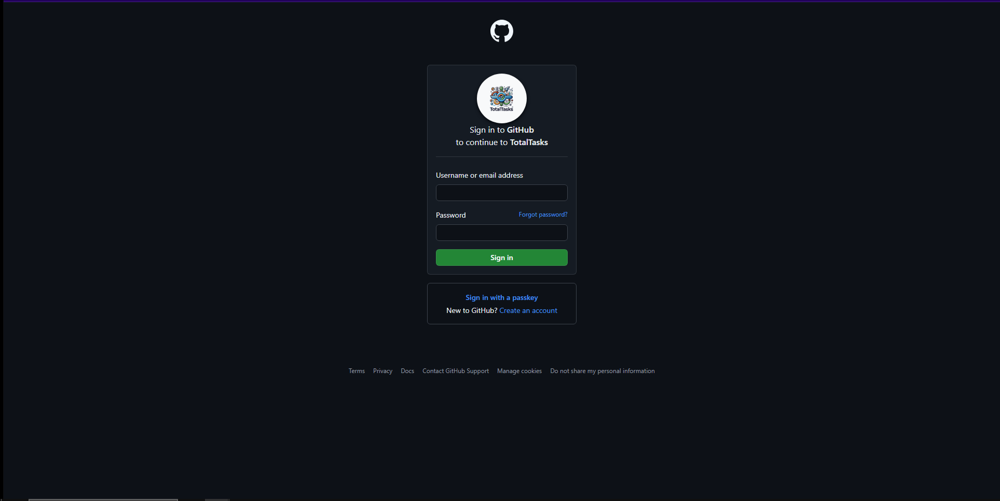 TotalTasks
Sign in to GitHub
to continue to TotalTasks
Username or email address
Password Forgot password?
Sign in
Sign in with a passkey
New to GitHub? Create an account
Terms Privacy Docs Contact GitHub Support Manage cookies Do not share my personal information